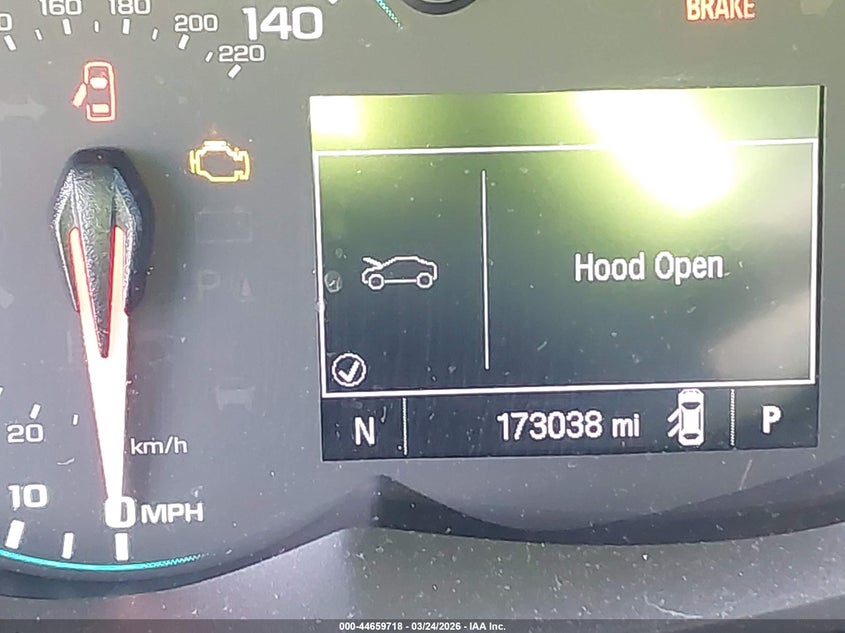 160 180
200
140
220
BRAKE
Hood Open
N 173038 mi P
20
km/h
10
0 MPH
000-44659718 - 03/24/2026 - IAA Inc.